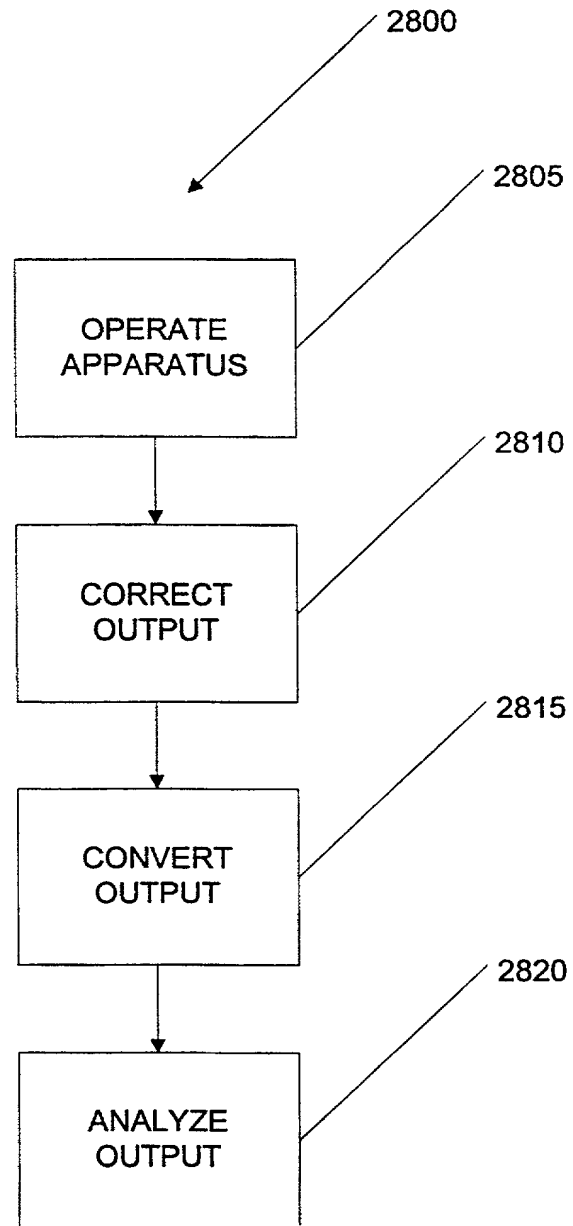 2800
2805
OPERATE
APPARATUS
2810
CORRECT
OUTPUT
2815
CONVERT
OUTPUT
2820
ANALYZE
OUTPUT